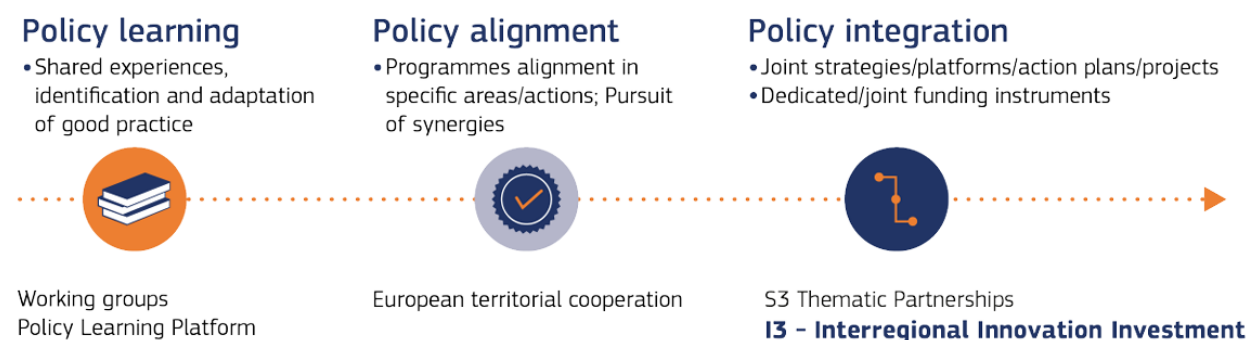 Policy learning
• Shared experiences,
identification and adaptation
of good practice
Policy alignment
• Programmes alignment in
specific areas/actions; Pursuit
of synergies
Policy integration
• Joint strategies/platforms/action plans/projects
• Dedicated/joint funding instruments
Working groups
Policy Learning Platform
European territorial cooperation
S3 Thematic Partnerships
I3 – Interregional Innovation Investment